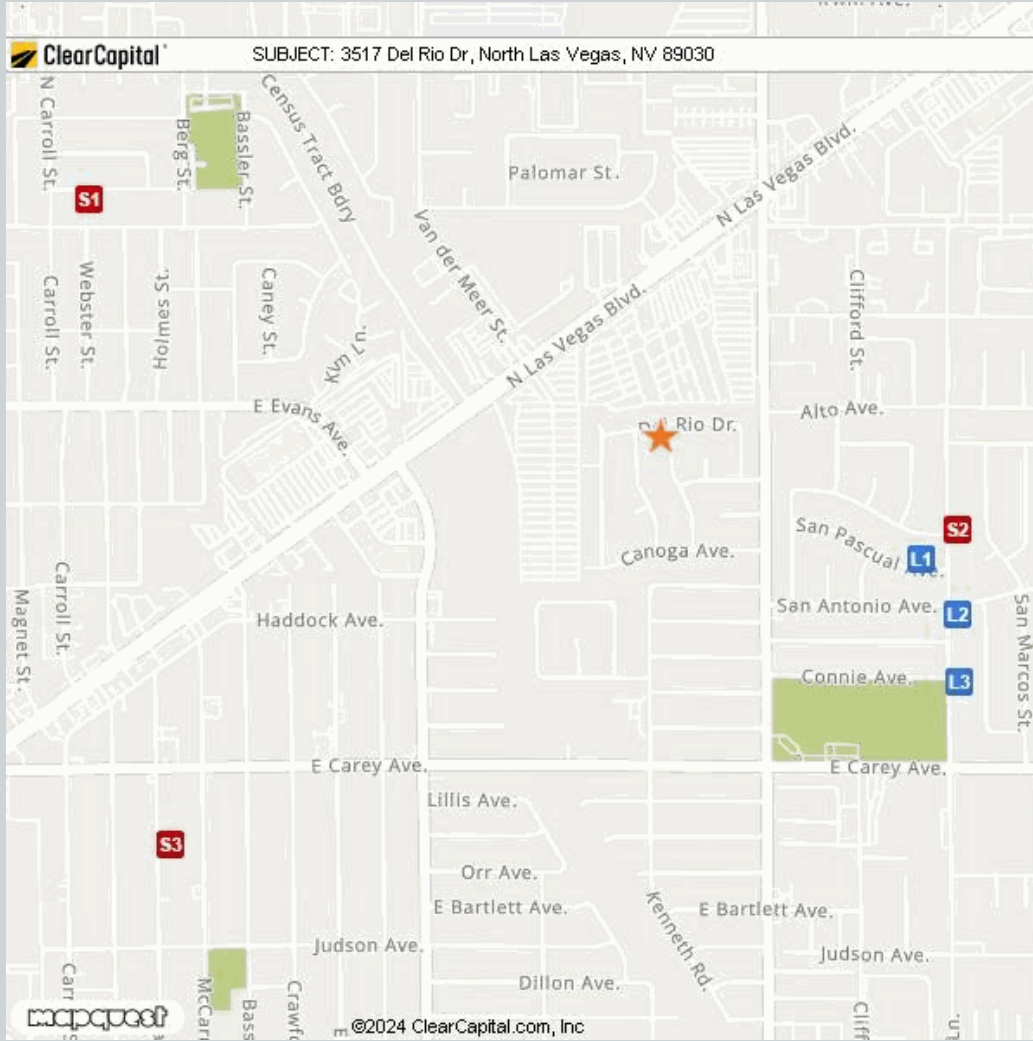 ClearCapital
SUBJECT: 3517 Del Rio Dr, North Las Vegas, NV 89030
N Carroll St.
Berg St.
Bassler St.
Census Tract Bdry
Palomar St.
N Las Vegas Blvd.
S1
Van der Meer St.
Carroll St.
Webster St.
Holmes St.
Caney St.
Clifford St.
N Las Vegas Blvd.
E Evans Ave.
Alto Ave.
Del Rio Dr.
San Pascual Ave.
S2
L1
Canoga Ave.
Carroll St.
Magnet St.
Haddock Ave.
San Antonio Ave.
L2
San Marcos St.
Connie Ave.
L3
E Carey Ave.
E Carey Ave.
Lillis Ave.
S3
Orr Ave.
E Bartlett Ave.
Kenneth Rd.
E Bartlett Ave.
Judson Ave.
Judson Ave.
Dillon Ave.
mapquest
©2024 ClearCapital.com, Inc